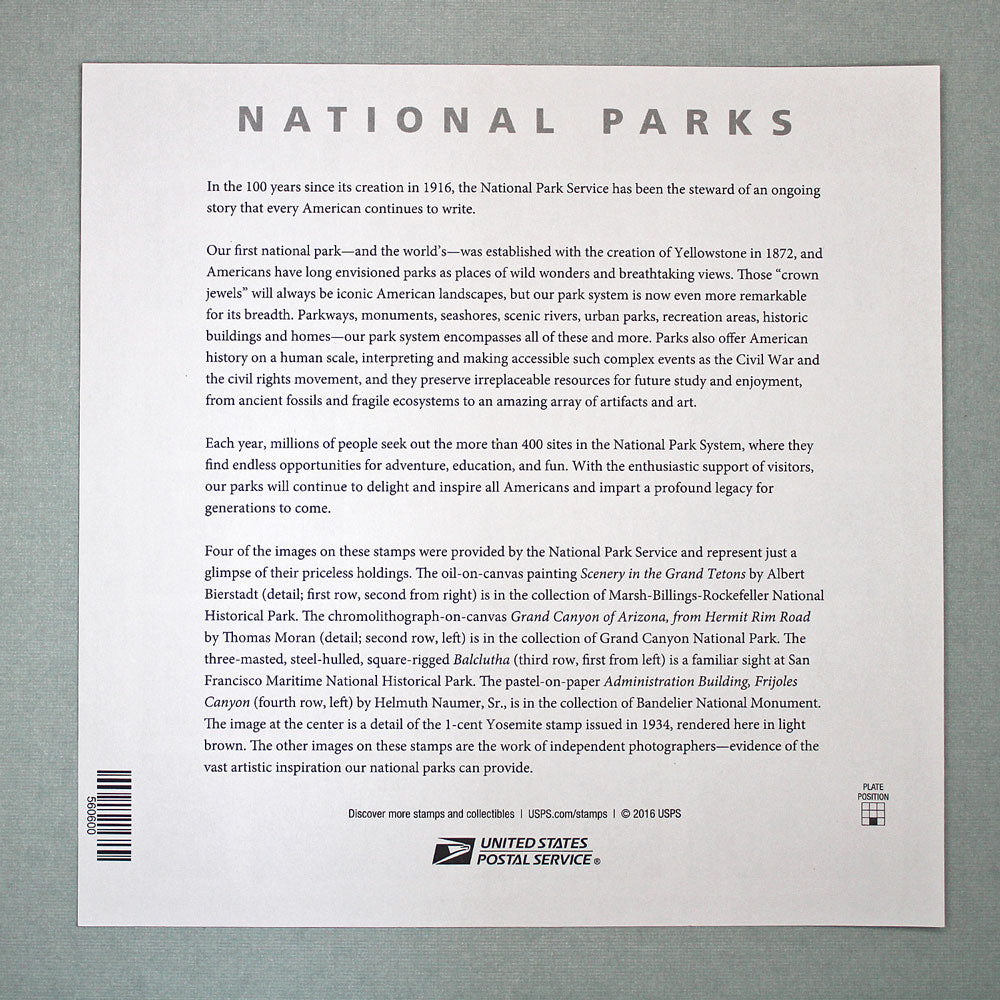 NATIONAL PARKS
In the 100 years since its creation in 1916, the National Park Service has been the steward of an ongoing
story that every American continues to write.
Our first national park—and the world’s—was established with the creation of Yellowstone in 1872, and
Americans have long envisioned parks as places of wild wonders and breathtaking views. Those “crown
jewels” will always be iconic American landscapes, but our park system is now even more remarkable
for its breadth. Parkways, monuments, seashores, scenic rivers, urban parks, recreation areas, historic
buildings and homes—our park system encompasses all of these and more. Parks also offer American
history on a human scale, interpreting and making accessible such complex events as the Civil War and
the civil rights movement, and they preserve irreplaceable resources for future study and enjoyment,
from ancient fossils and fragile ecosystems to an amazing array of artifacts and art.
Each year, millions of people seek out the more than 400 sites in the National Park System, where they
find endless opportunities for adventure, education, and fun. With the enthusiastic support of visitors,
our parks will continue to delight and inspire all Americans and impart a profound legacy for
generations to come.
Four of the images on these stamps were provided by the National Park Service and represent just a
glimpse of their priceless holdings. The oil-on-canvas painting Scenery in the Grand Tetons by Albert
Bierstadt (detail; first row, second from right) is in the collection of Marsh-Billings-Rockefeller National
Historical Park. The chromolithograph-on-canvas Grand Canyon of Arizona, from Hermit Rim Road
by Thomas Moran (detail; second row, left) is in the collection of Grand Canyon National Park. The
three-masted, steel-hulled, square-rigged Balclutha (third row, first from left) is a familiar sight at San
Francisco Maritime National Historical Park. The pastel-on-paper Administration Building, Frijoles
Canyon (fourth row, left) by Helmuth Naumer, Sr., is in the collection of Bandelier National Monument.
The image at the center is a detail of the 1-cent Yosemite stamp issued in 1934, rendered here in light
brown. The other images on these stamps are the work of independent photographers—evidence of the
vast artistic inspiration our national parks can provide.
560600
PLATE
POSITION
Discover more stamps and collectibles | USPS.com/stamps | © 2016 USPS
UNITED STATES
POSTAL SERVICE ®